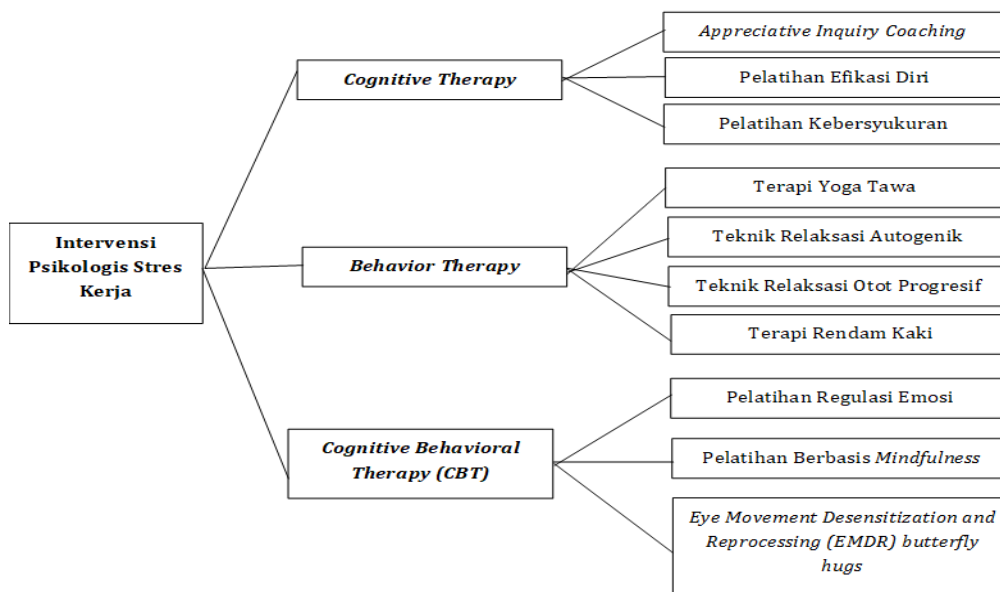 Intervensi
Psikologis Stres
Kerja
Cognitive Therapy
Appreciative Inquiry Coaching
Pelatihan Efikasi Diri
Pelatihan Kebersyukuran
Behavior Therapy
Terapi Yoga Tawa
Teknik Relaksasi Autogenik
Teknik Relaksasi Otot Progresif
Terapi Rendam Kaki
Cognitive Behavioral
Therapy (CBT)
Pelatihan Regulasi Emosi
Pelatihan Berbasis Mindfulness
Eye Movement Desensitization and
Reprocessing (EMDR) butterfly
hugs